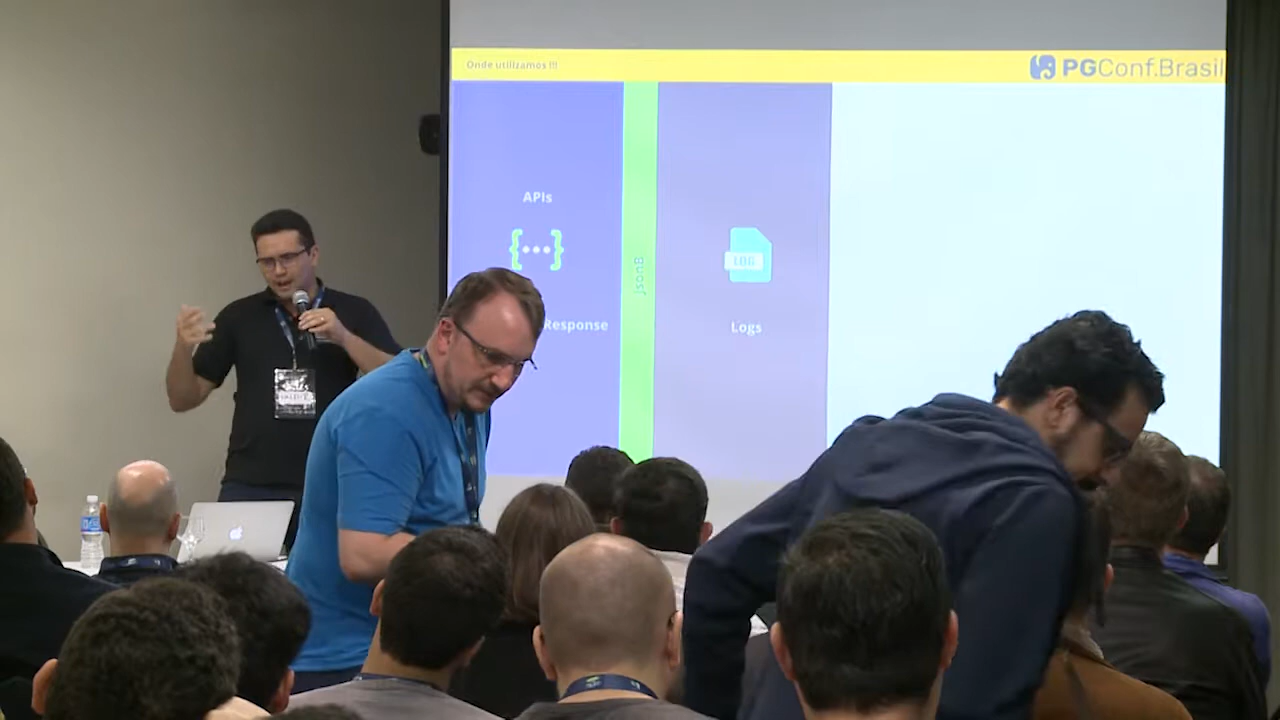 Onde utilizamos !!!
PGConf.Brasil
APIs
{...}
Response
JsonB
LOG
Logs